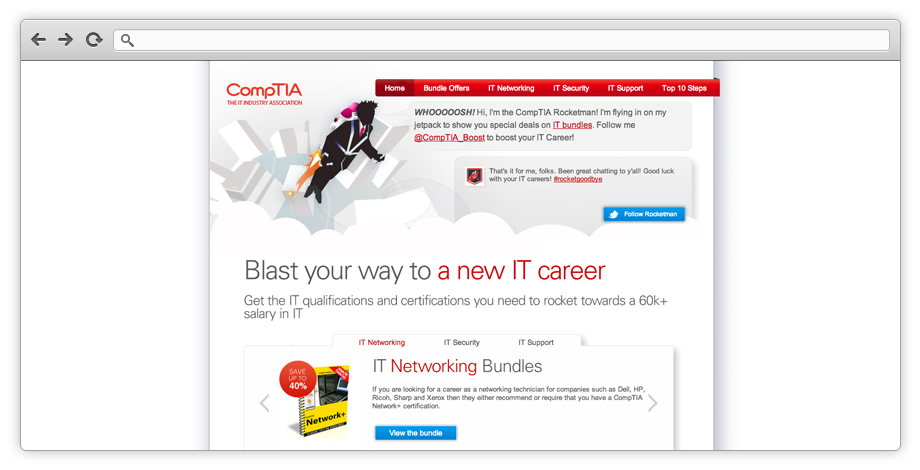 CompTIA
THE IT INDUSTRY ASSOCIATION
Home Bundle Offers IT Networking IT Security IT Support Top 10 Steps
WHOOOOOSH! Hi, I'm the CompTIA Rocketman! I'm flying in on my
jetpack to show you special deals on IT bundles. Follow me
@CompTIA_Boost to boost your IT Career!
That's it for me, folks. Been great chatting to y'all! Good luck
with your IT careers! #rocketgoodbye
Follow Rocketman
Blast your way to a new IT career
Get the IT qualifications and certifications you need to rocket towards a 60k+
salary in IT
IT Networking IT Security IT Support
SAVE
UP TO
40%
Network+
IT Networking Bundles
If you are looking for a career as a networking technician for companies such as Dell, HP,
Ricoh, Sharp and Xerox then they either recommend or require that you have a CompTIA
Network+ certification.
View the bundle